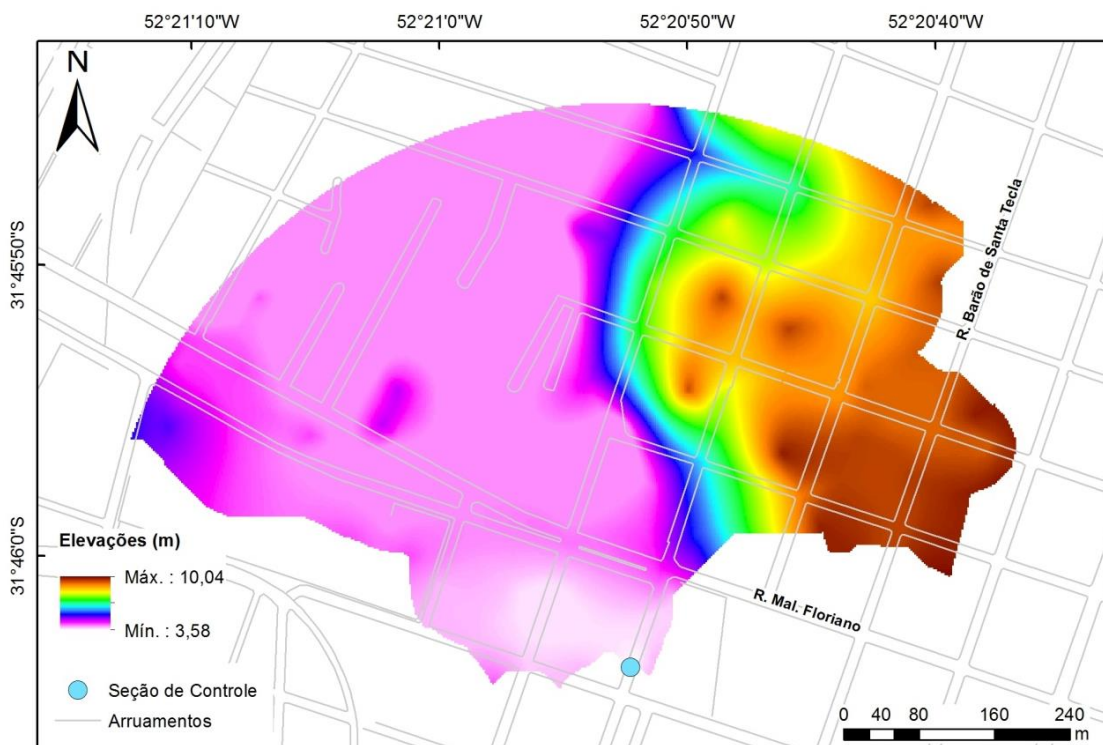 52°21'10"W 52°21'0"W 52°20'50"W 52°20'40"W
N
31°45'50"S
R. Barão de Santa Tecla
31°46'0"S
Elevações (m)
Máx. : 10,04
Mín. : 3,58
R. Mal. Floriano
Seção de Controle
Arruamentos
0 40 80 160 240
m